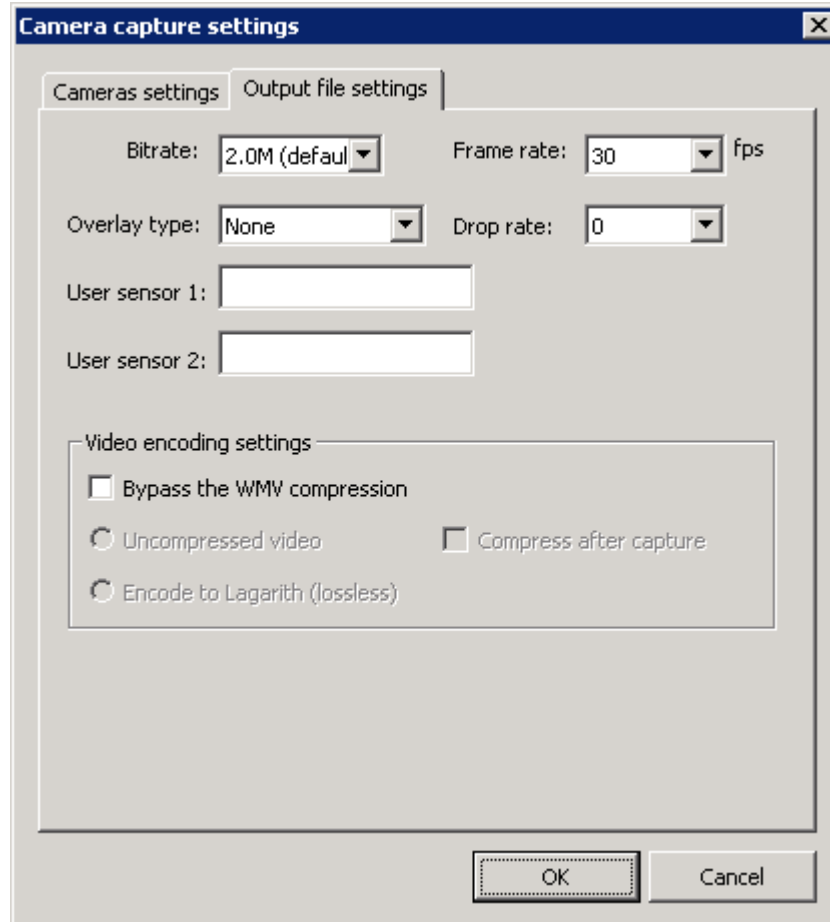 Camera capture settings
Cameras settings
Output file settings
Bitrate: 2.0M (defaul Frame rate: 30 fps
Overlay type: None Drop rate: 0
User sensor 1:
User sensor 2:
Video encoding settings
Bypass the WMV compression
Uncompressed video Compress after capture
Encode to Lagarith (lossless)
OK Cancel